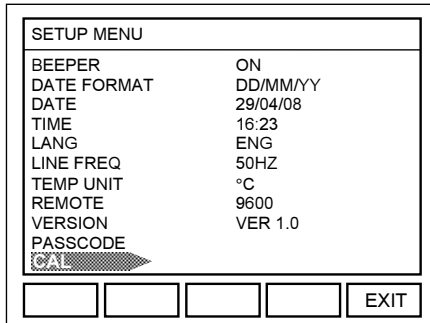 SETUP MENU
BEEPER ON
DATE FORMAT DD/MM/YY
DATE 29/04/08
TIME 16:23
LANG ENG
LINE FREQ 50HZ
TEMP UNIT °C
REMOTE 9600
VERSION VER 1.0
PASSCODE
CAL
EXIT